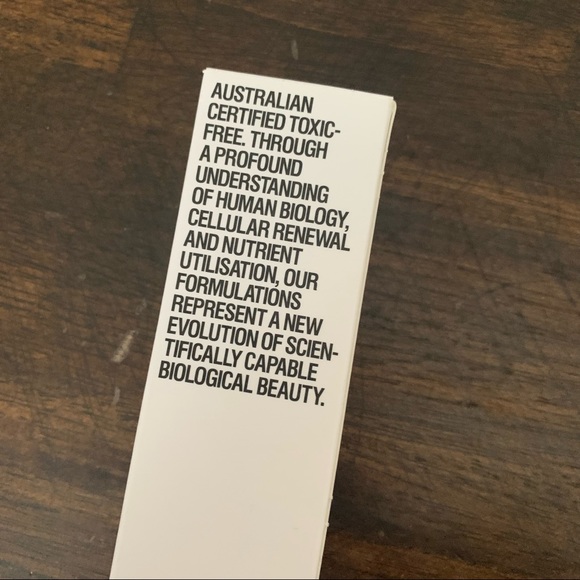 AUSTRALIAN
CERTIFIED TOXIC-
FREE. THROUGH
A PROFOUND
UNDERSTANDING
OF HUMAN BIOLOGY,
CELLULAR RENEWAL
AND NUTRIENT
UTILISATION, OUR
FORMULATIONS
REPRESENT A NEW
EVOLUTION OF SCIEN-
TIFICALLY CAPABLE
BIOLOGICAL BEAUTY.